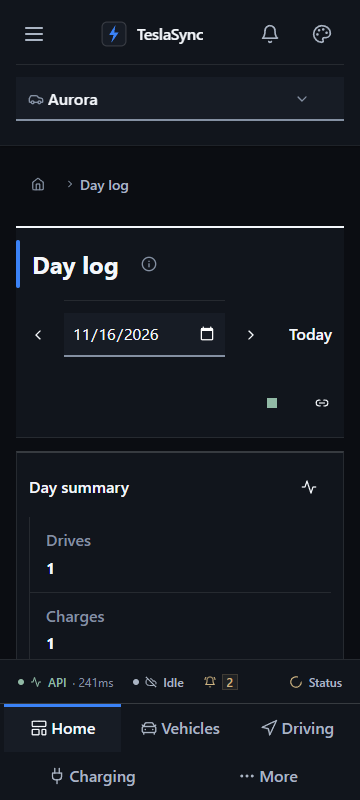 TeslaSync
Aurora
Day log
Day log
11/16/2026
Today
Day summary
Drives
1
Charges
1
API · 241ms Idle 2 Status
Home Vehicles Driving
Charging More